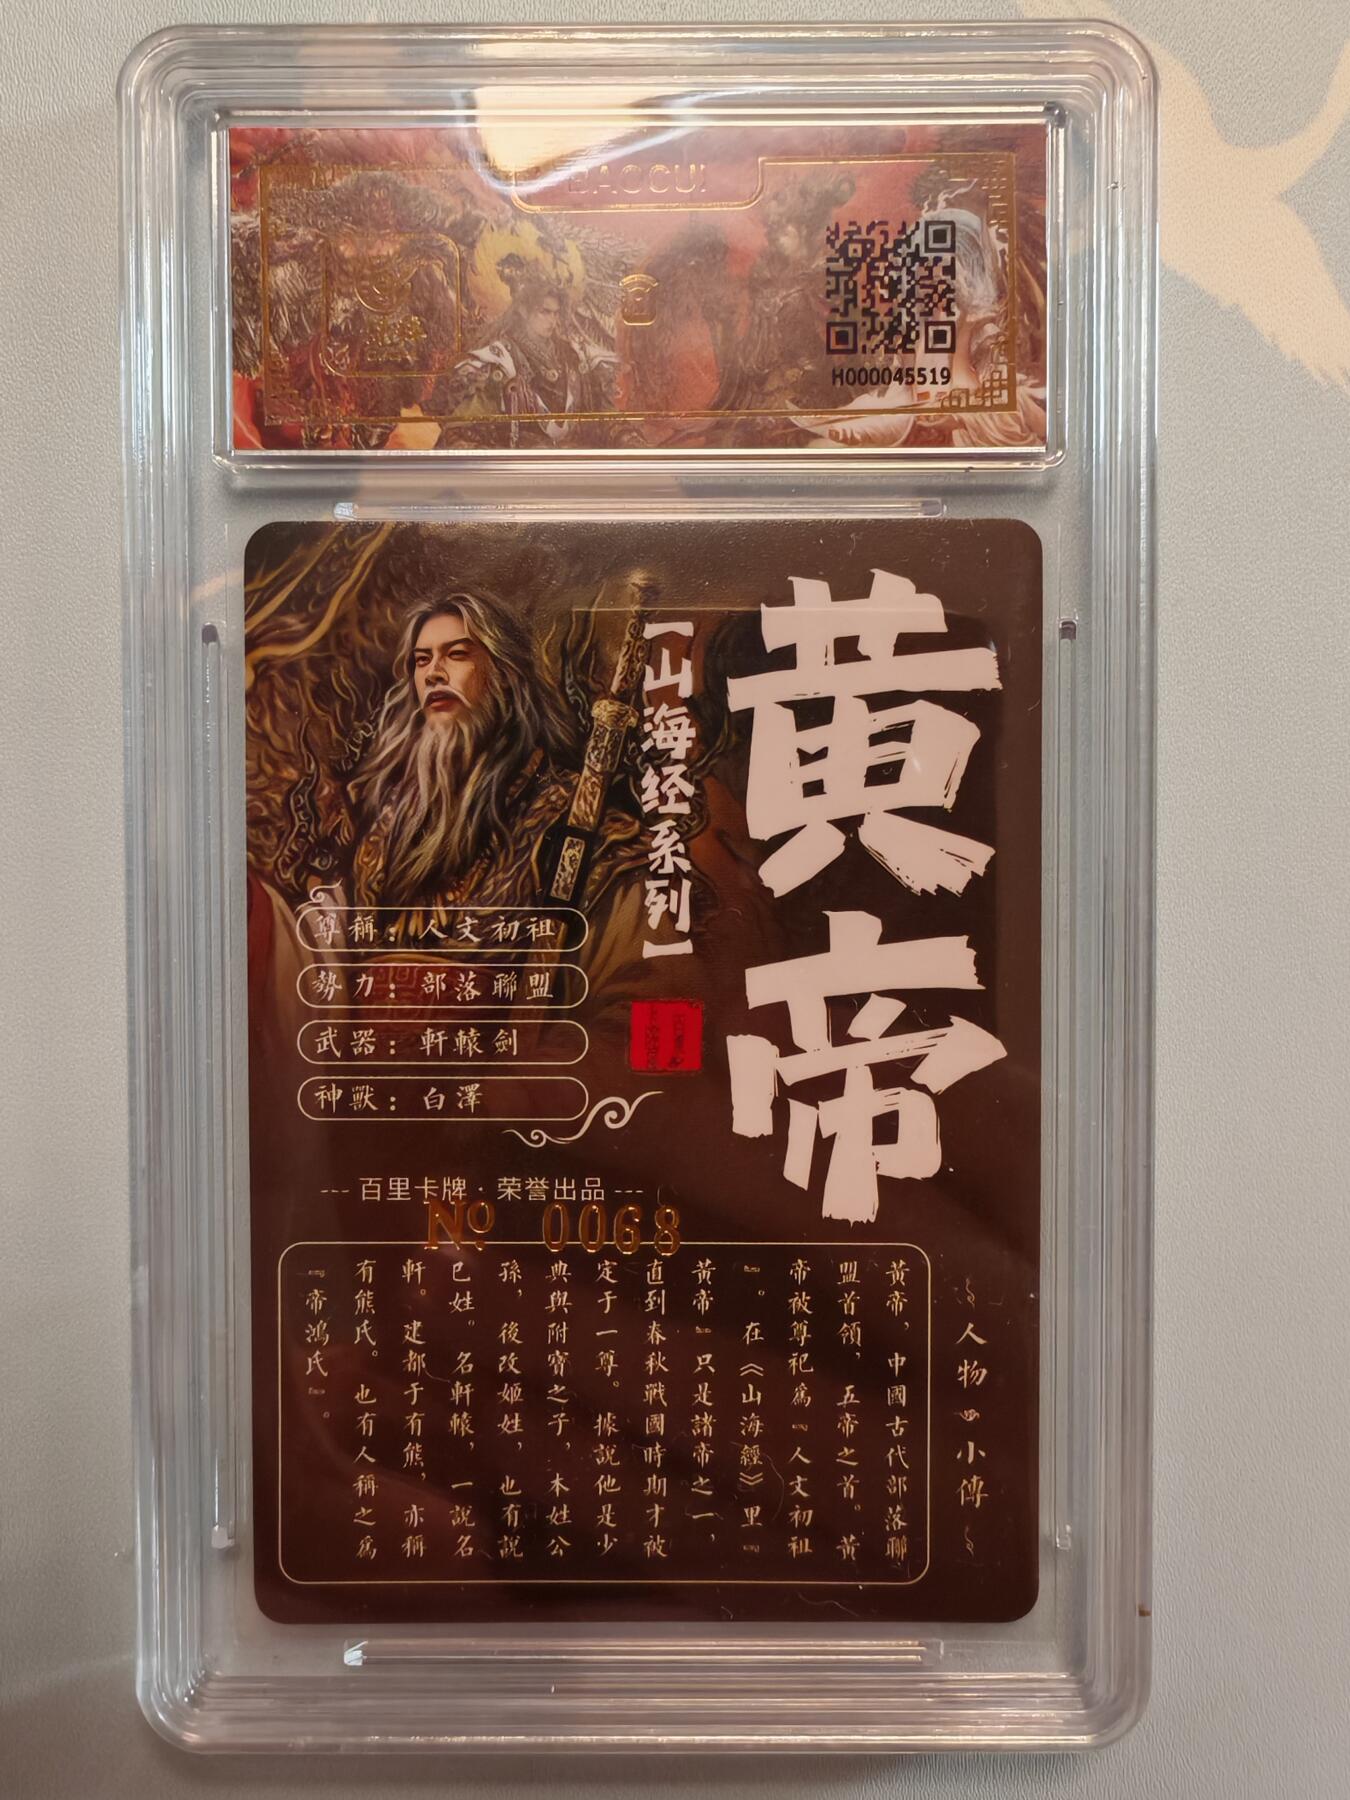 BAOCUI
H000045519
黄帝
【山海经系列】
尊稱：人文初祖
勢力：部落聯盟
武器：軒轅劍
神獸：白澤
--- 百里卡牌·荣誉出品 ---
№ 0068
人物小傳
黃帝，中國古代部落聯
盟首領，五帝之首。黃
帝被尊祀爲『人文初祖
』。在《山海經》里『
黃帝』只是諸帝之一，
直到春秋戰國時期才被
定于一尊。據説他是少
典與附寶之子，本姓公
孫，後改姬姓，也有説
巳姓。名軒轅，一説名
軒。建都于有熊，亦稱
有熊氏。也有人稱之爲
『帝鴻氏』。